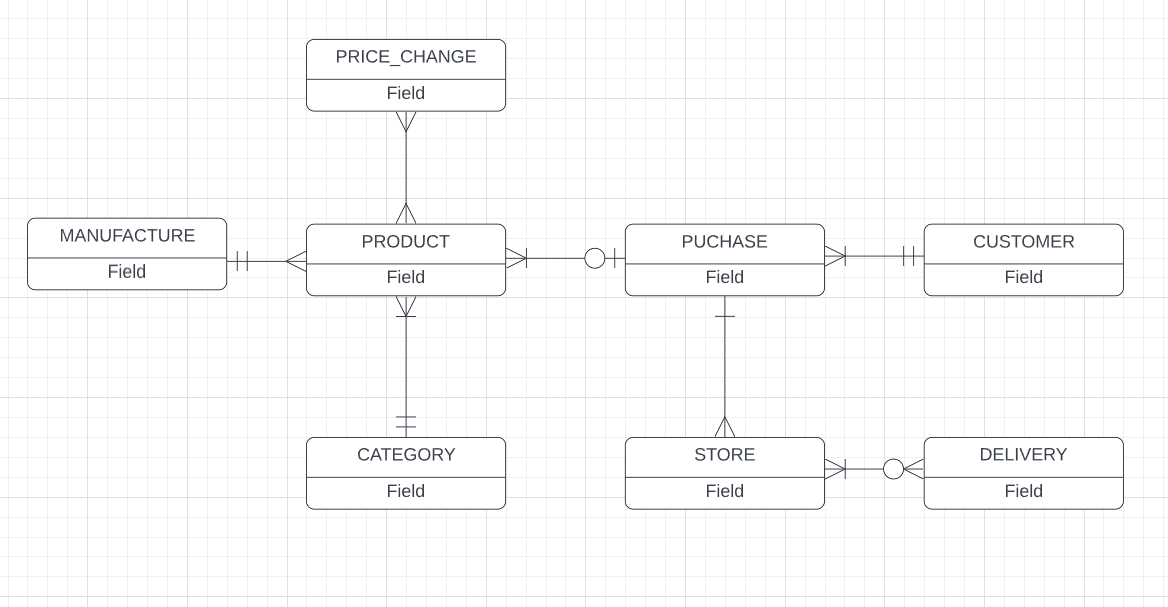 PRICE_CHANGE
Field
MANUFACTURE
Field
PRODUCT
Field
PUCHASE
Field
CUSTOMER
Field
CATEGORY
Field
STORE
Field
DELIVERY
Field